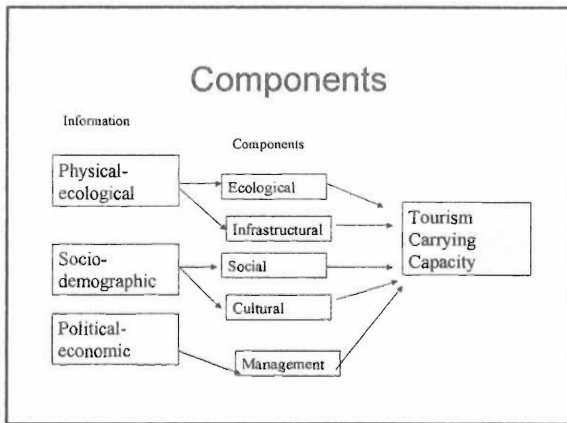 Components
Information
Components
Physical-
ecological
Ecological
Infrastructural
Socio-
demographic
Social
Cultural
Political-
economic
Management
Tourism
Carrying
Capacity